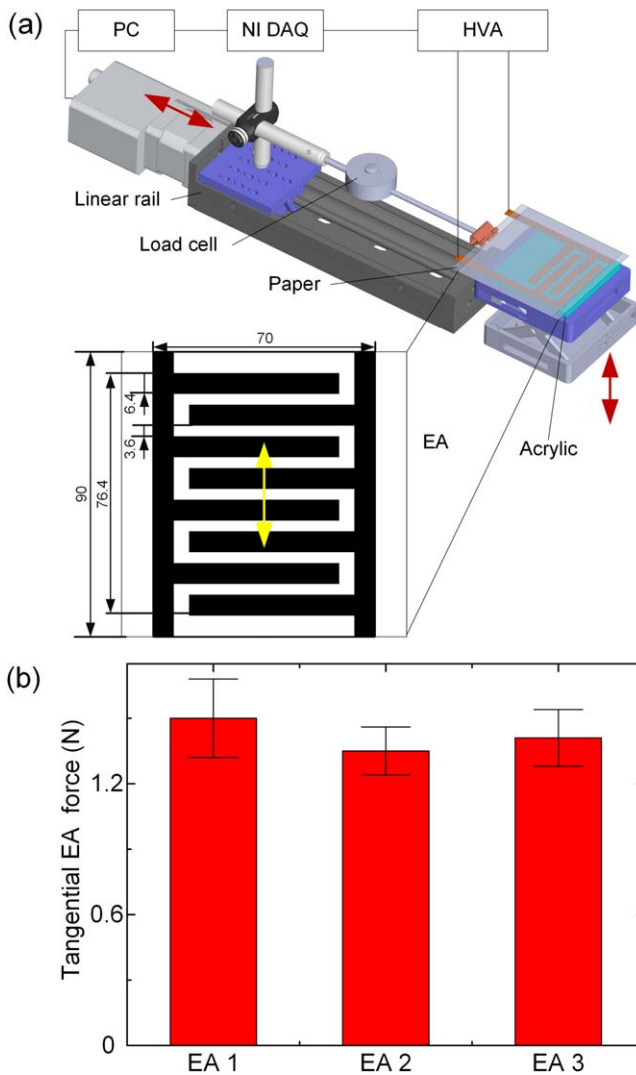 (a)
PC
NI DAQ
HVA
Linear rail
Load cell
Paper
70
6.4
3.6
76.4
90
EA
Acrylic
(b)
Tangential EA force (N)
1.2
0.6
0
EA 1
EA 2
EA 3